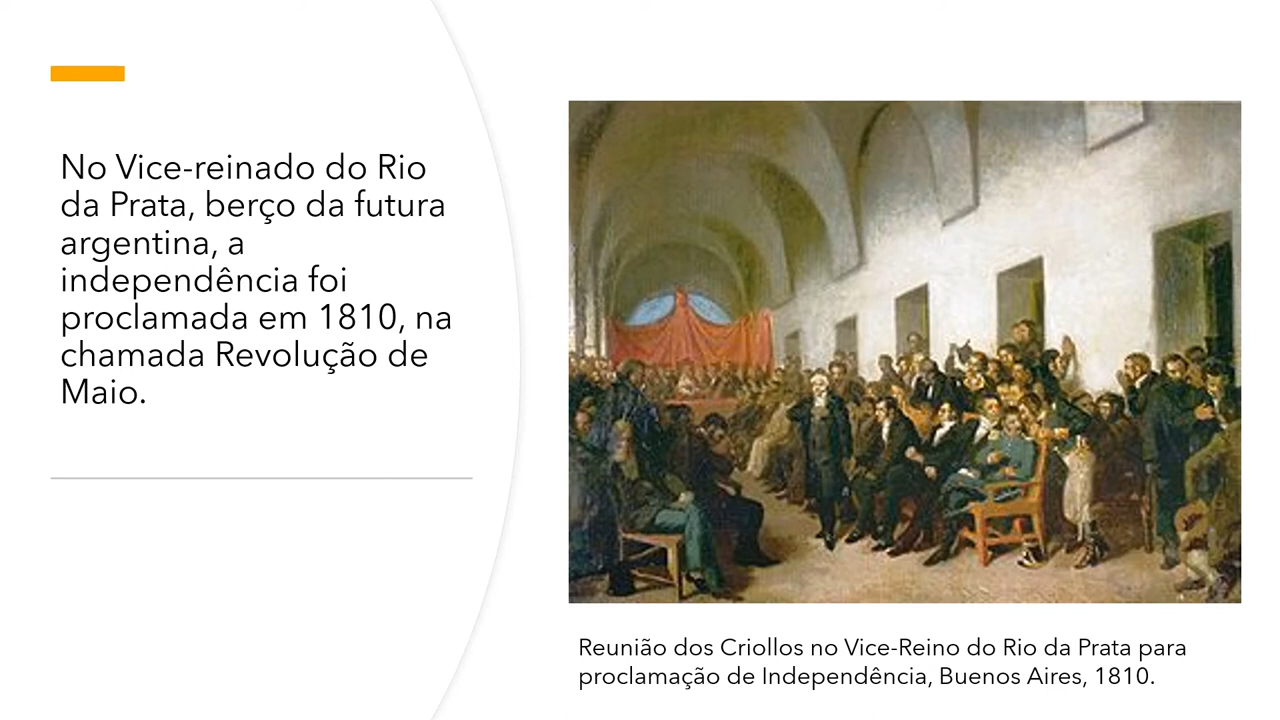 No Vice-reinado do Rio
da Prata, berço da futura
argentina, a
independência foi
proclamada em 1810, na
chamada Revolução de
Maio.
Reunião dos Criollos no Vice-Reino do Rio da Prata para
proclamação de Independência, Buenos Aires, 1810.